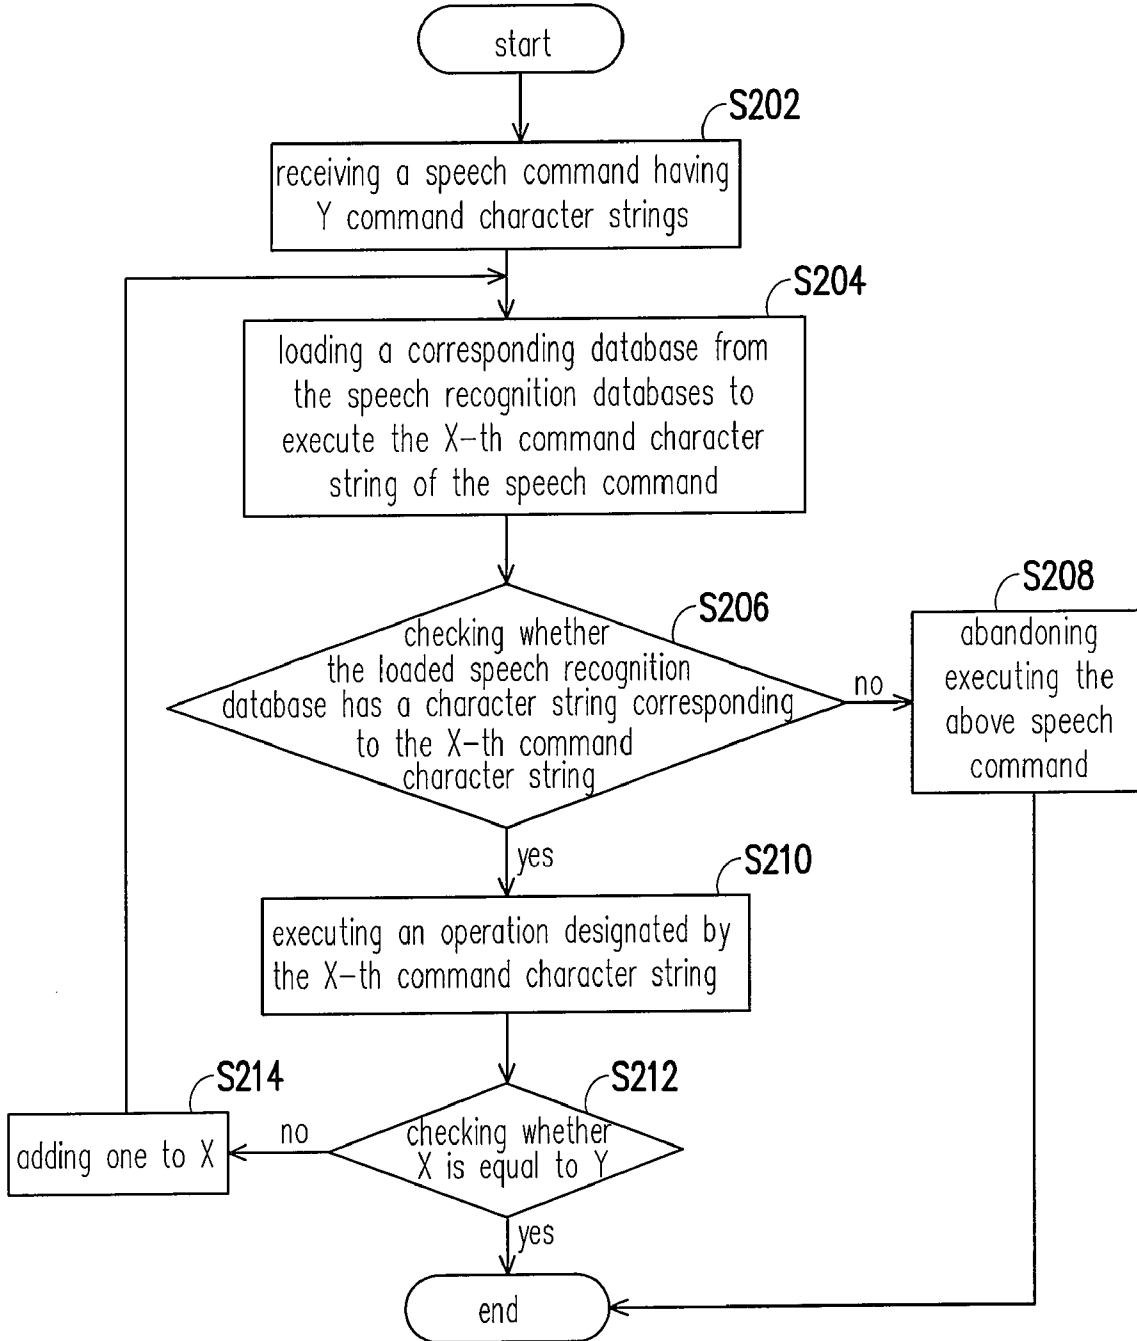 start
S202
receiving a speech command having
Y command character strings
S204
loading a corresponding database from
the speech recognition databases to
execute the X-th command character
string of the speech command
S206
checking whether
the loaded speech recognition
database has a character string corresponding
to the X-th command
character string
no
S208
abandoning
executing the
above speech
command
yes
S210
executing an operation designated by
the X-th command character string
S212
checking whether
X is equal to Y
no
S214
adding one to X
yes
end